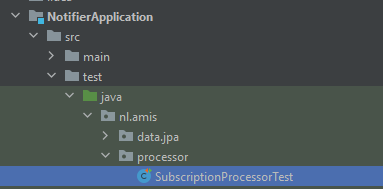 NotifierApplication
src
main
test
java
nl.amis
data.jpa
processor
SubscriptionProcessorTest